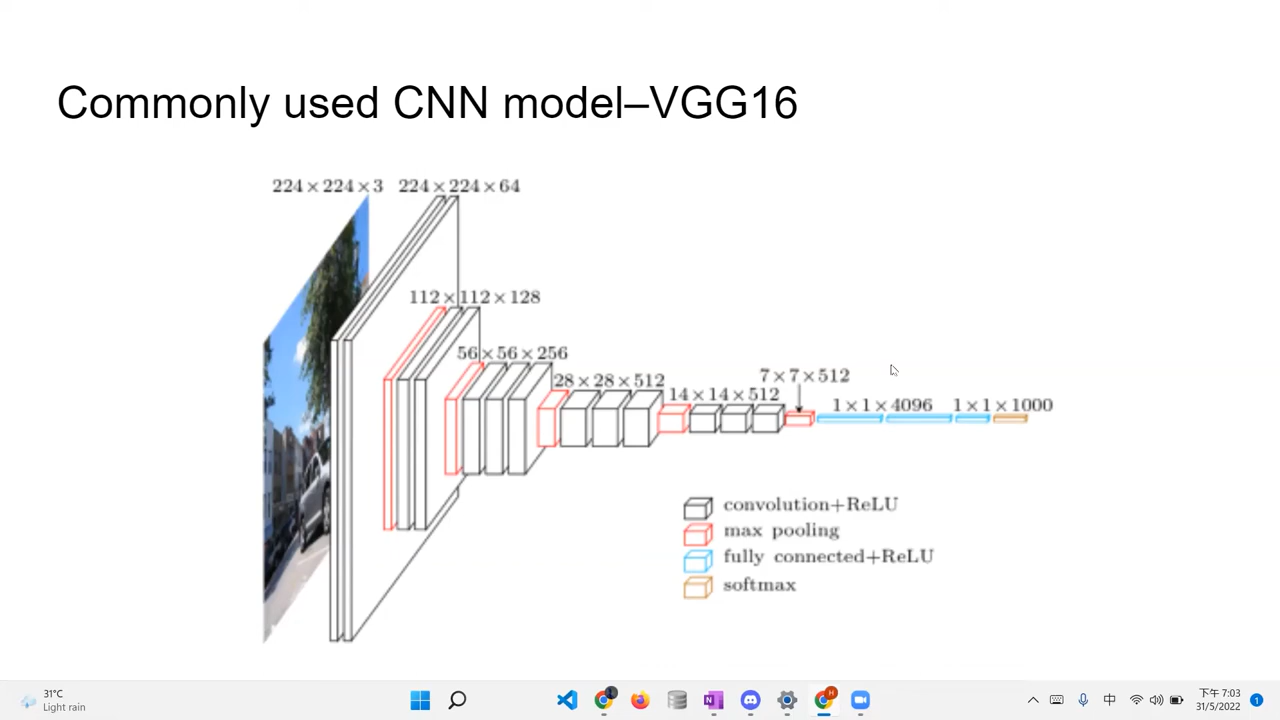 Commonly used CNN model–VGG16
224×224×3 224×224×64
112×112×128
56×56×256
28×28×512
14×14×512
7×7×512
1×1×4096 1×1×1000
convolution+ReLU
max pooling
fully connected+ReLU
softmax
31°C
Light rain
中
下午 7:03
31/5/2022
1
H